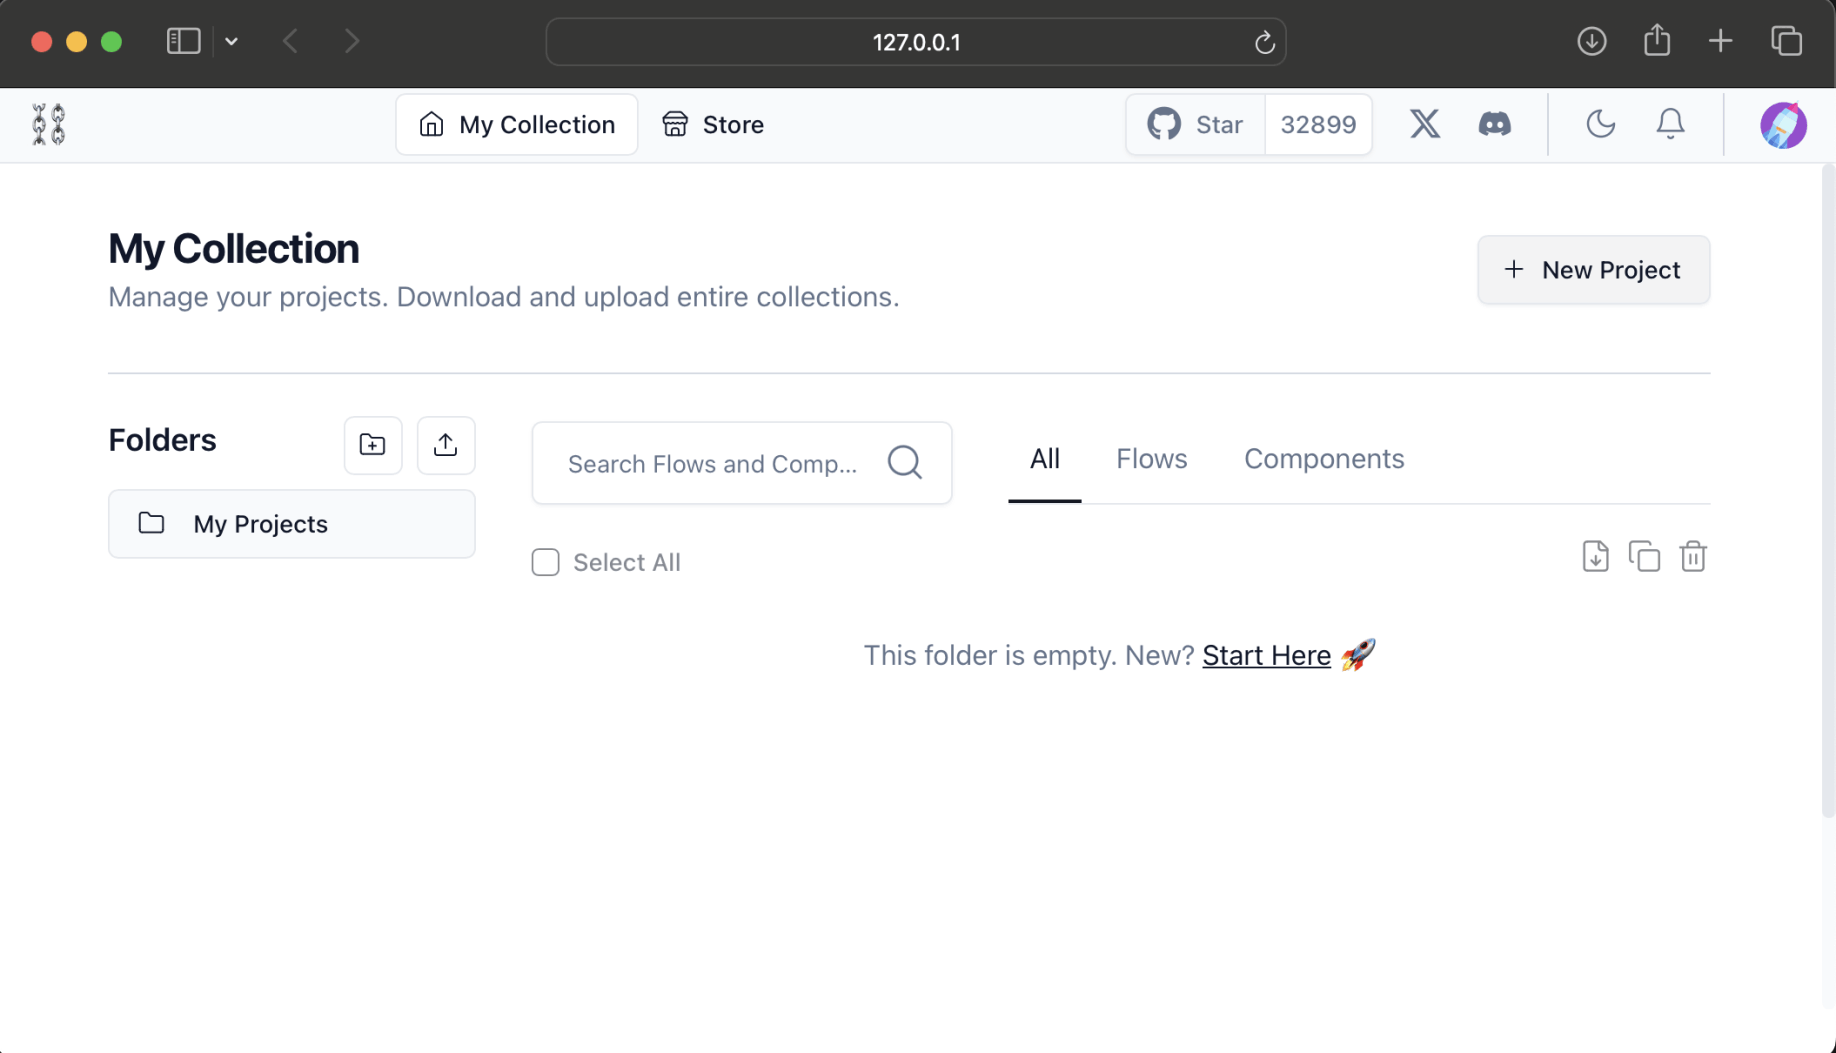 127.0.0.1
My Collection
Store
Star
32899
My Collection
Manage your projects. Download and upload entire collections.
New Project
Folders
My Projects
Search Flows and Comp...
All
Flows
Components
Select All
This folder is empty. New? Start Here 🚀